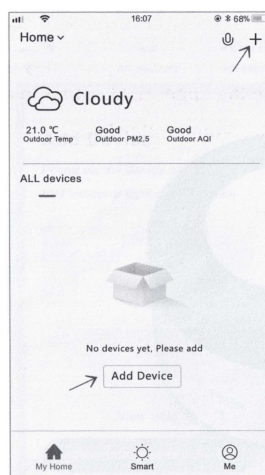 16:07 68%
Home
Cloudy
21.0 °C Good Good
Outdoor Temp Outdoor PM2.5 Outdoor AQI
ALL devices
No devices yet, Please add
Add Device
My Home Smart Me